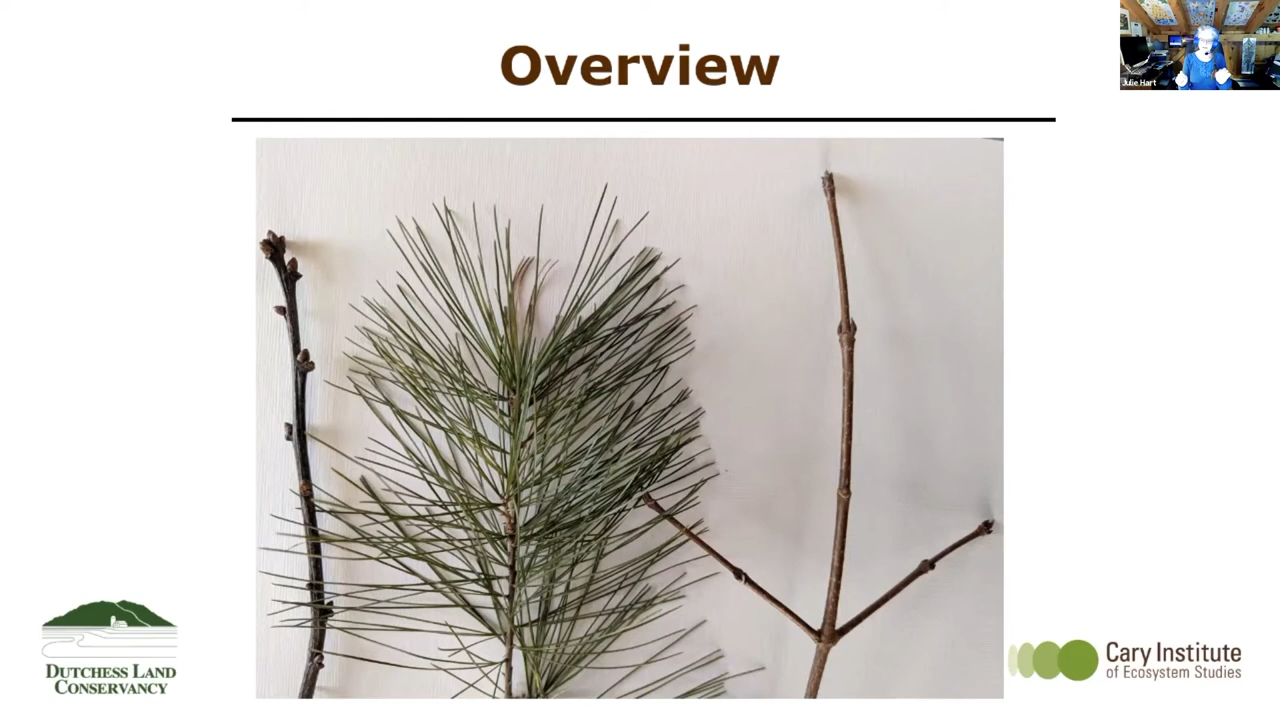 Overview
Julie Hart
DUTCHESS LAND
CONSERVANCY
Cary Institute
of Ecosystem Studies